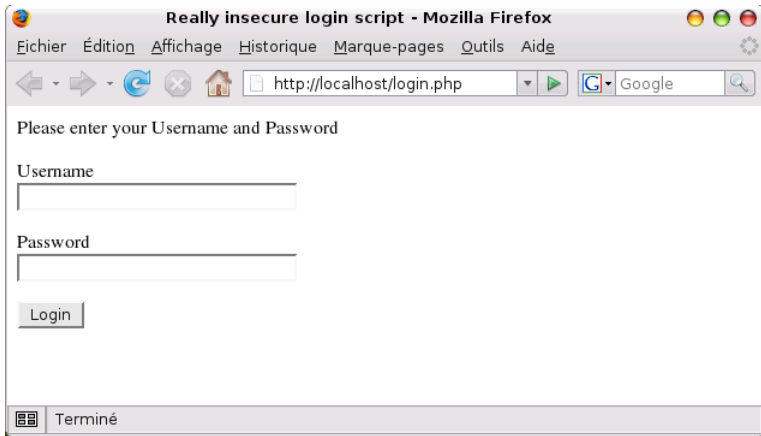 Really insecure login script - Mozilla Firefox
Eichier Édition Affichage Historique Marque-pages Outils Aide
http://localhost/login.php G Google
Please enter your Username and Password
Username
Password
Login
Terminé